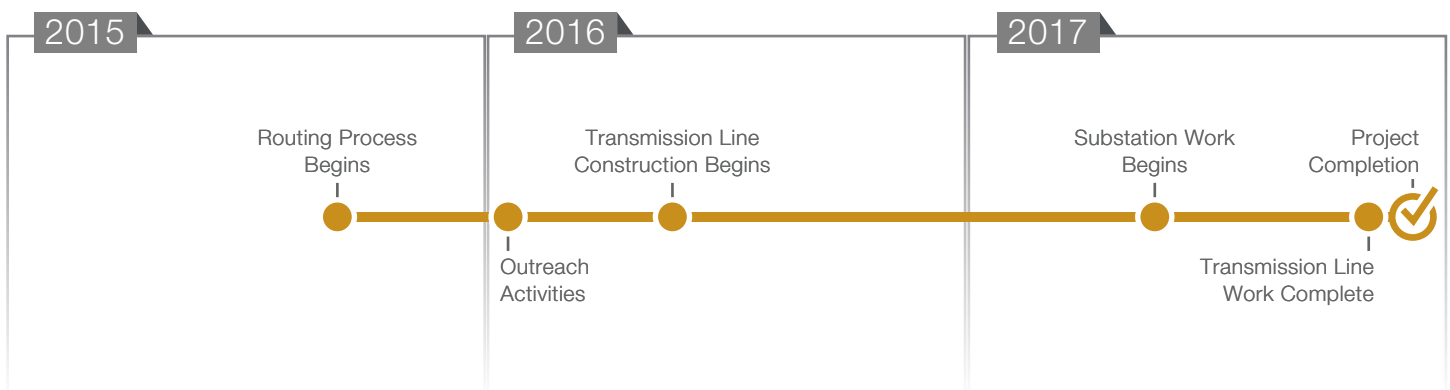 2015
2016
2017
Routing Process
Begins
Transmission Line
Construction Begins
Substation Work
Begins
Project
Completion
Outreach
Activities
Transmission Line
Work Complete